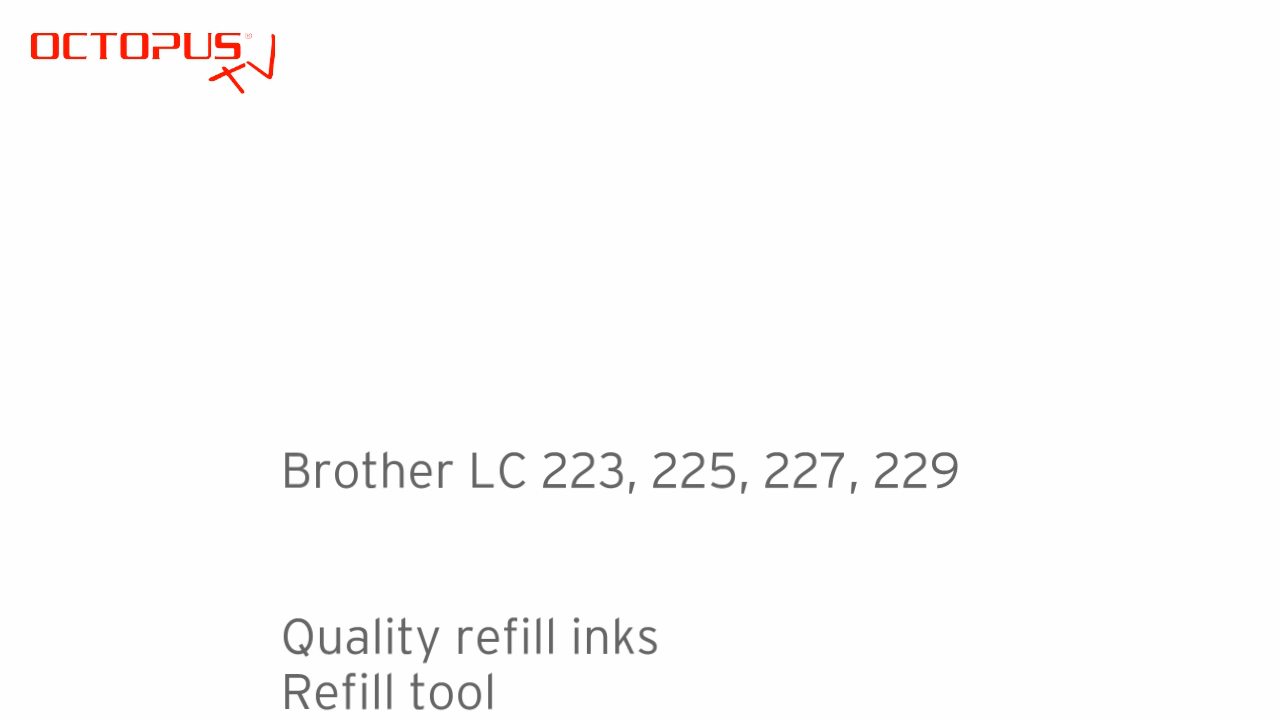 OCTOPUS®
TV
Brother LC 223, 225, 227, 229
Quality refill inks
Refill tool